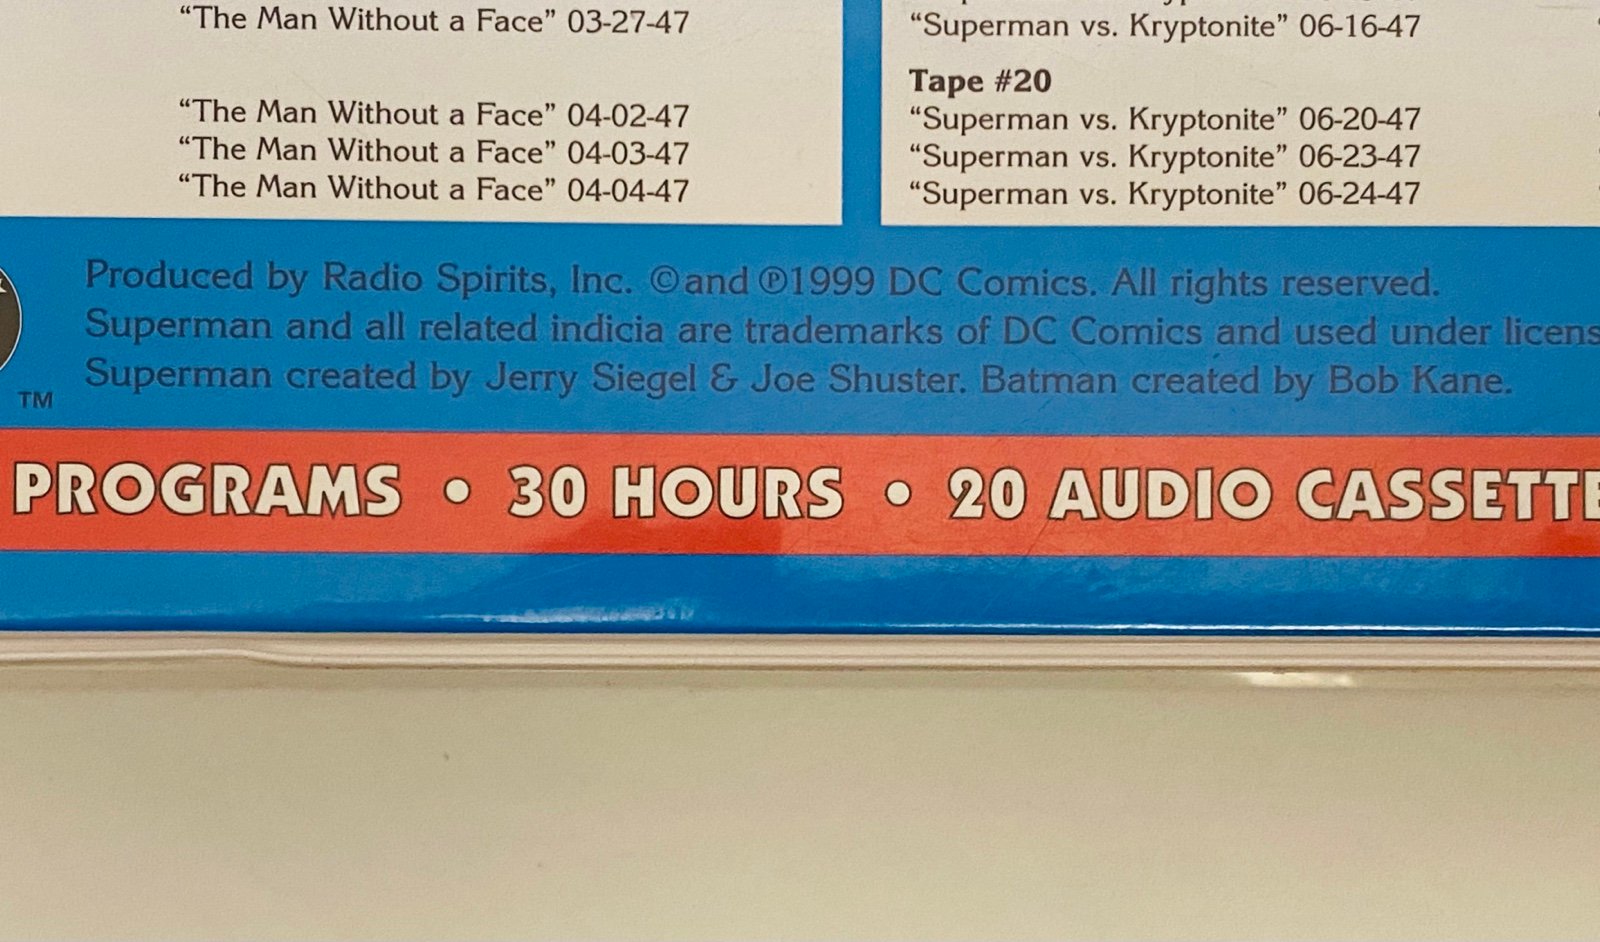 “The Man Without a Face” 03-27-47
“The Man Without a Face” 04-02-47
“The Man Without a Face” 04-03-47
“The Man Without a Face” 04-04-47
“Superman vs. Kryptonite” 06-16-47
Tape #20
“Superman vs. Kryptonite” 06-20-47
“Superman vs. Kryptonite” 06-23-47
“Superman vs. Kryptonite” 06-24-47
Produced by Radio Spirits, Inc. ©and ℗1999 DC Comics. All rights reserved.
Superman and all related indicia are trademarks of DC Comics and used under licens
Superman created by Jerry Siegel & Joe Shuster. Batman created by Bob Kane.
TM
PROGRAMS • 30 HOURS • 20 AUDIO CASSETTE